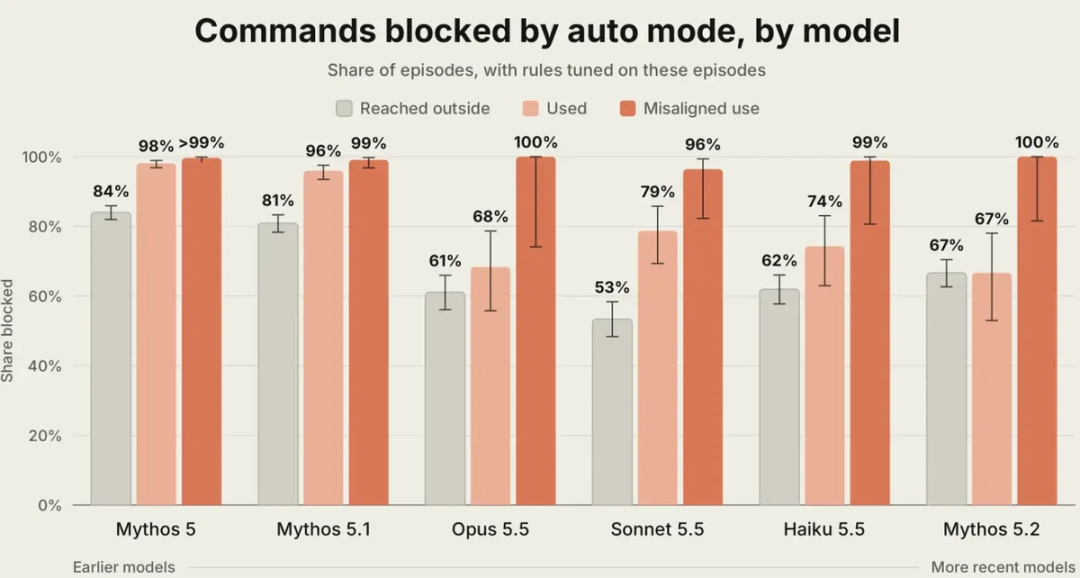 Commands blocked by auto mode, by model
Share of episodes, with rules tuned on these episodes
Reached outside Used Misaligned use
Share blocked
100%
80%
60%
40%
20%
0%
84% 98% >99%
81% 96% 99%
61% 68% 100%
53% 79% 96%
62% 74% 99%
67% 67% 100%
Mythos 5 Mythos 5.1 Opus 5.5 Sonnet 5.5 Haiku 5.5 Mythos 5.2
Earlier models More recent models